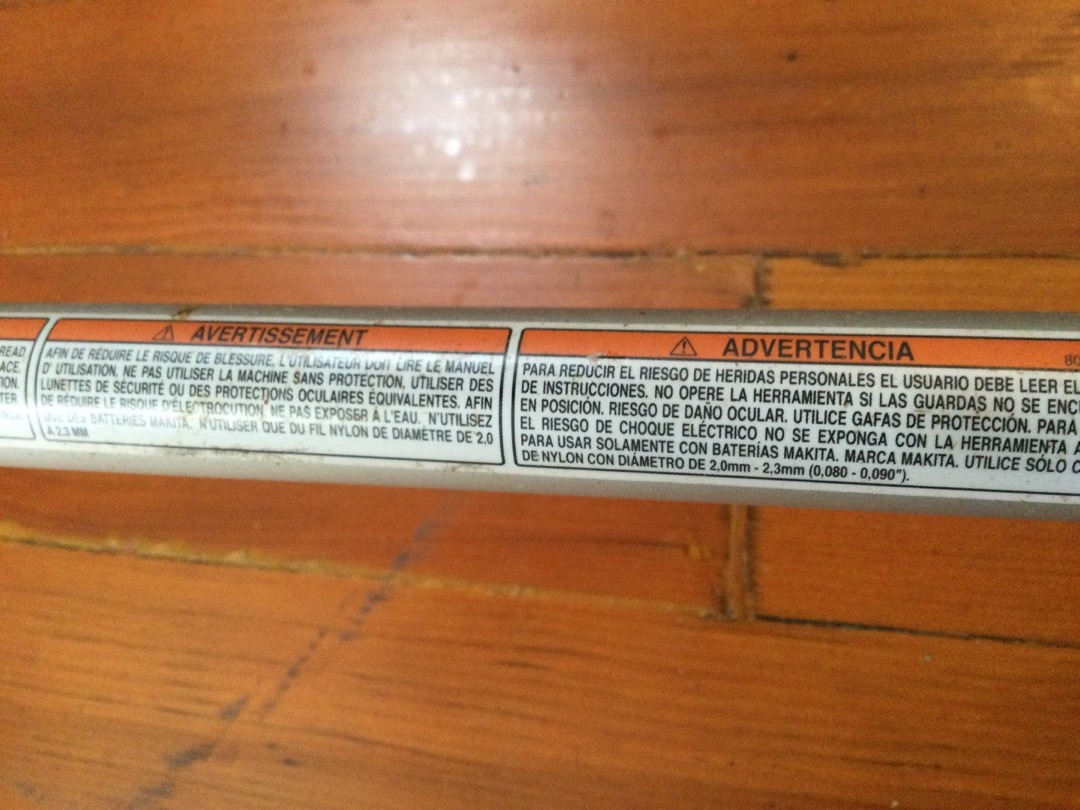 READ
ACE.
ION.
TER
AVERTISSEMENT
AFIN DE RÉDUIRE LE RISQUE DE BLESSURE, L'UTILISATEUR DOIT LIRE LE MANUEL
D' UTILISATION. NE PAS UTILISER LA MACHINE SANS PROTECTION, UTILISER DES
LUNETTES DE SÉCURITÉ OU DES PROTECTIONS OCULAIRES ÉQUIVALENTES. AFIN
DE RÉDUIRE LE RISQUE D'ÉLECTROCUTION, NE PAS EXPOSER À L'EAU. N'UTILISEZ
QUE DES BATTERIES MAKITA. N'UTILISER QUE DU FIL NYLON DE DIAMÈTRE DE 2.0
À 2.3 MM
ADVERTENCIA
80
PARA REDUCIR EL RIESGO DE HERIDAS PERSONALES EL USUARIO DEBE LEER EL
DE INSTRUCCIONES. NO OPERE LA HERRAMIENTA SI LAS GUARDAS NO SE ENC
EN POSICIÓN. RIESGO DE DAÑO OCULAR. UTILICE GAFAS DE PROTECCIÓN. PARA
EL RIESGO DE CHOQUE ELÉCTRICO NO SE EXPONGA CON LA HERRAMIENTA A
PARA USAR SOLAMENTE CON BATERÍAS MAKITA. MARCA MAKITA. UTILICE SÓLO C
DE NYLON CON DIÁMETRO DE 2,0mm - 2,3mm (0,080 - 0,090").